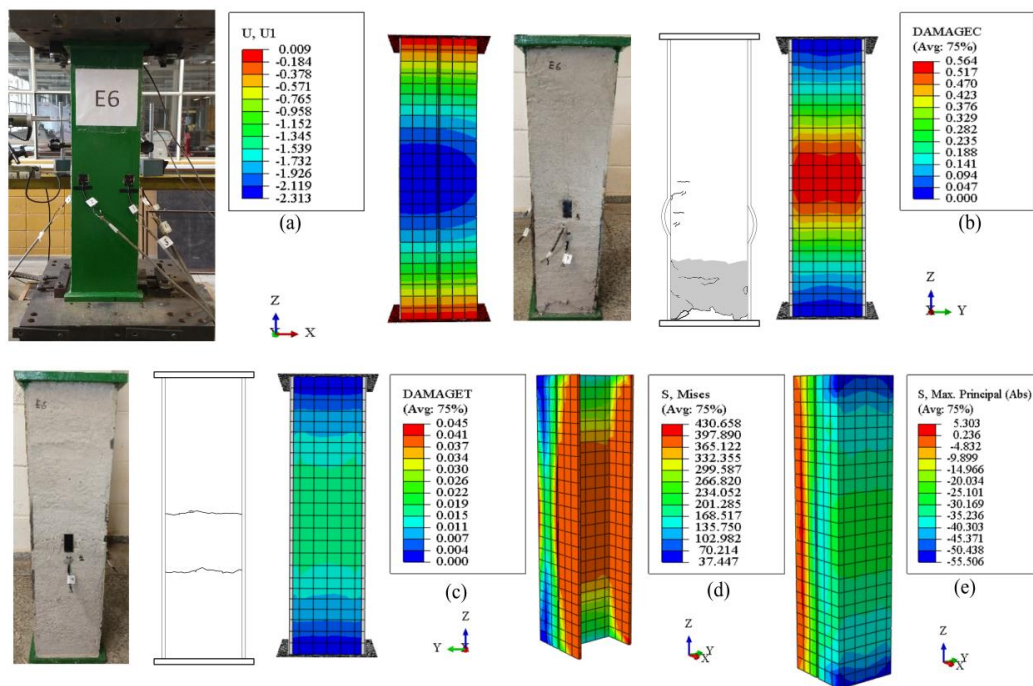 E6
U, U1
0.009
-0.184
-0.378
-0.571
-0.765
-0.958
-1.152
-1.345
-1.539
-1.732
-1.926
-2.119
-2.313
(a)
Z
Y
X
E6
DAMAGEC
(Avg: 75%)
0.564
0.517
0.470
0.423
0.376
0.329
0.282
0.235
0.188
0.141
0.094
0.047
0.000
(b)
Z
X
Y
E6
DAMAGET
(Avg: 75%)
0.045
0.041
0.037
0.034
0.030
0.026
0.022
0.019
0.015
0.011
0.007
0.004
0.000
(c)
Z
Y
X
S, Mises
(Avg: 75%)
430.658
397.890
365.122
332.355
299.587
266.820
234.052
201.285
168.517
135.750
102.982
70.214
37.447
(d)
Z
Y
X
S, Max. Principal (Abs)
(Avg: 75%)
5.303
0.236
-4.832
-9.899
-14.966
-20.034
-25.101
-30.169
-35.236
-40.303
-45.371
-50.438
-55.506
(e)
Z
Y
X